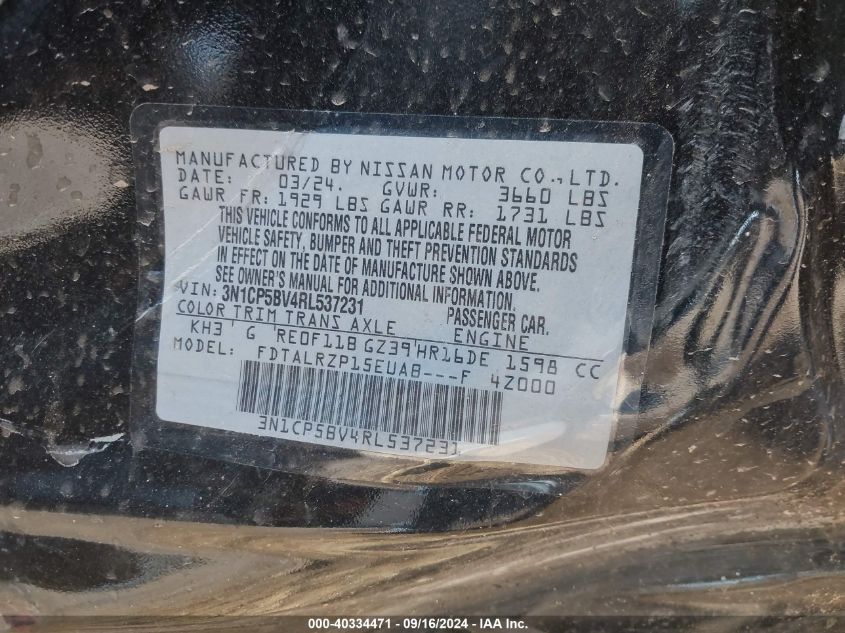 MANUFACTURED BY NISSAN MOTOR CO., LTD.
DATE: 03/24. GVWR: 3660 LBS
GAWR FR: 1929 LBS GAWR RR: 1731 LBS
THIS VEHICLE CONFORMS TO ALL APPLICABLE FEDERAL MOTOR
VEHICLE SAFETY, BUMPER AND THEFT PREVENTION STANDARDS
IN EFFECT ON THE DATE OF MANUFACTURE SHOWN ABOVE.
SEE OWNER'S MANUAL FOR ADDITIONAL INFORMATION.
VIN: 3N1CP5BV4RL537231 PASSENGER CAR.
COLOR TRIM TRANS AXLE ENGINE
KH3 ' G RE0F11B GZ39 HR16DE 1598 CC
MODEL: FDTALRZP15EUAB---F 4Z000
3N1CP5BV4RL537231
000-40334471 - 09/16/2024 - IAA Inc.